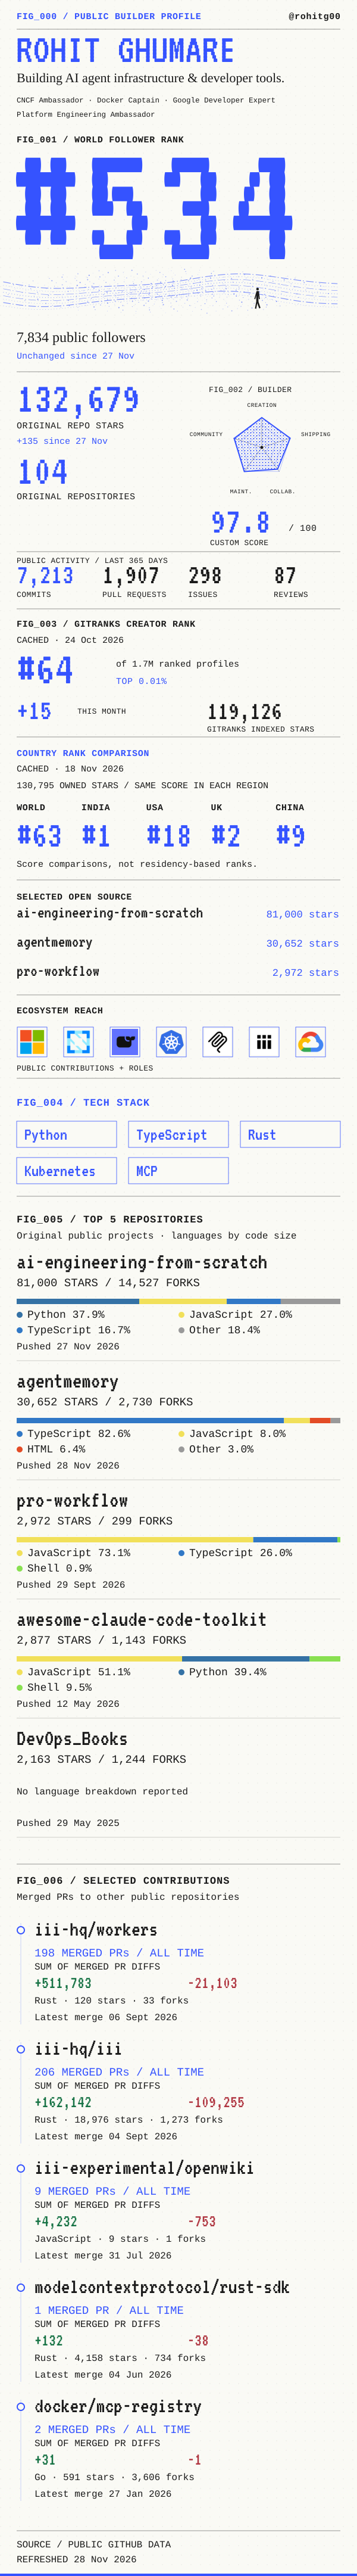 FIG_000 / PUBLIC BUILDER PROFILE @rohitg00
ROHIT GHUMARE
Building AI agent infrastructure & developer tools.
CNCF Ambassador · Docker Captain · Google Developer Expert
Platform Engineering Ambassador
FIG_001 / WORLD FOLLOWER RANK
#534
7,834 public followers
Unchanged since 27 Nov
132,679
ORIGINAL REPO STARS
+135 since 27 Nov
104
ORIGINAL REPOSITORIES
FIG_002 / BUILDER
CREATION
COMMUNITY SHIPPING
MAINT. COLLAB.
97.8 / 100
CUSTOM SCORE
PUBLIC ACTIVITY / LAST 365 DAYS
7,213 1,907 298 87
COMMITS PULL REQUESTS ISSUES REVIEWS
FIG_003 / GITRANKS CREATOR RANK
CACHED · 24 Oct 2026
#64 of 1.7M ranked profiles
TOP 0.01%
+15 THIS MONTH 119,126
GITRANKS INDEXED STARS
COUNTRY RANK COMPARISON
CACHED · 18 Nov 2026
130,795 OWNED STARS / SAME SCORE IN EACH REGION
WORLD INDIA USA UK CHINA
#63 #1 #18 #2 #9
Score comparisons, not residency-based ranks.
SELECTED OPEN SOURCE
ai-engineering-from-scratch 81,000 stars
agentmemory 30,652 stars
pro-workflow 2,972 stars
ECOSYSTEM REACH
iii
PUBLIC CONTRIBUTIONS + ROLES
FIG_004 / TECH STACK
Python TypeScript Rust
Kubernetes MCP
FIG_005 / TOP 5 REPOSITORIES
Original public projects · languages by code size
ai-engineering-from-scratch
81,000 STARS / 14,527 FORKS
Python 37.9% JavaScript 27.0%
TypeScript 16.7% Other 18.4%
Pushed 27 Nov 2026
agentmemory
30,652 STARS / 2,730 FORKS
TypeScript 82.6% JavaScript 8.0%
HTML 6.4% Other 3.0%
Pushed 28 Nov 2026
pro-workflow
2,972 STARS / 299 FORKS
JavaScript 73.1% TypeScript 26.0%
Shell 0.9%
Pushed 29 Sept 2026
awesome-claude-code-toolkit
2,877 STARS / 1,143 FORKS
JavaScript 51.1% Python 39.4%
Shell 9.5%
Pushed 12 May 2026
DevOps_Books
2,163 STARS / 1,244 FORKS
No language breakdown reported
Pushed 29 May 2025
FIG_006 / SELECTED CONTRIBUTIONS
Merged PRs to other public repositories
iii-hq/workers
198 MERGED PRs / ALL TIME
SUM OF MERGED PR DIFFS
+511,783 -21,103
Rust · 120 stars · 33 forks
Latest merge 06 Sept 2026
iii-hq/iii
206 MERGED PRs / ALL TIME
SUM OF MERGED PR DIFFS
+162,142 -109,255
Rust · 18,976 stars · 1,273 forks
Latest merge 04 Sept 2026
iii-experimental/openwiki
9 MERGED PRs / ALL TIME
SUM OF MERGED PR DIFFS
+4,232 -753
JavaScript · 9 stars · 1 forks
Latest merge 31 Jul 2026
modelcontextprotocol/rust-sdk
1 MERGED PR / ALL TIME
SUM OF MERGED PR DIFFS
+132 -38
Rust · 4,158 stars · 734 forks
Latest merge 04 Jun 2026
docker/mcp-registry
2 MERGED PRs / ALL TIME
SUM OF MERGED PR DIFFS
+31 -1
Go · 591 stars · 3,606 forks
Latest merge 27 Jan 2026
SOURCE / PUBLIC GITHUB DATA
REFRESHED 28 Nov 2026